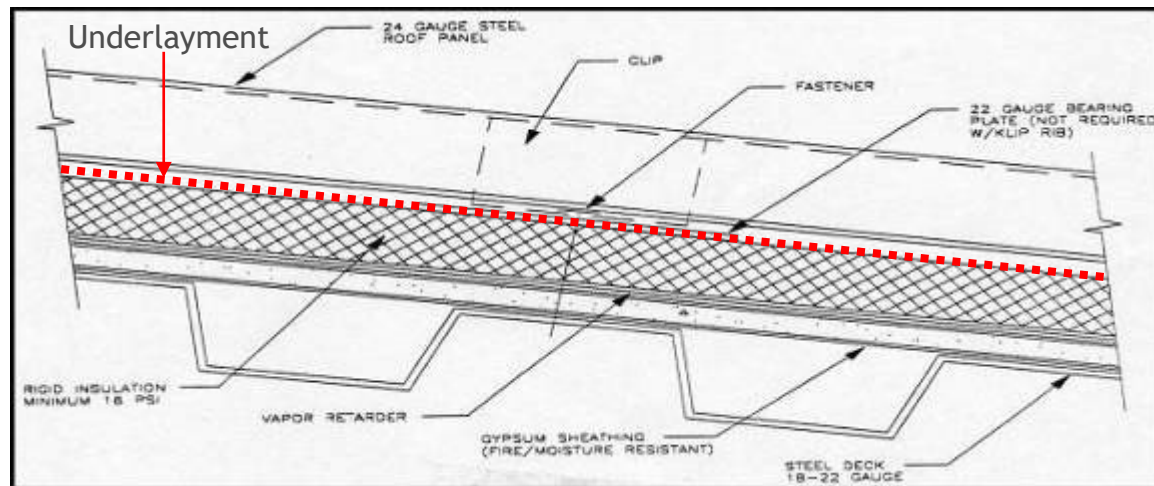 Underlayment
24 GAUGE STEEL
ROOF PANEL
CLIP
FASTENER
22 GAUGE BEARING
PLATE (NOT REQUIRED
W/KLIP RIB)
RIGID INSULATION
MINIMUM 18 PSI
VAPOR RETARDER
GYPSUM SHEATHING
(FIRE/MOISTURE RESISTANT)
STEEL DECK
18-22 GAUGE